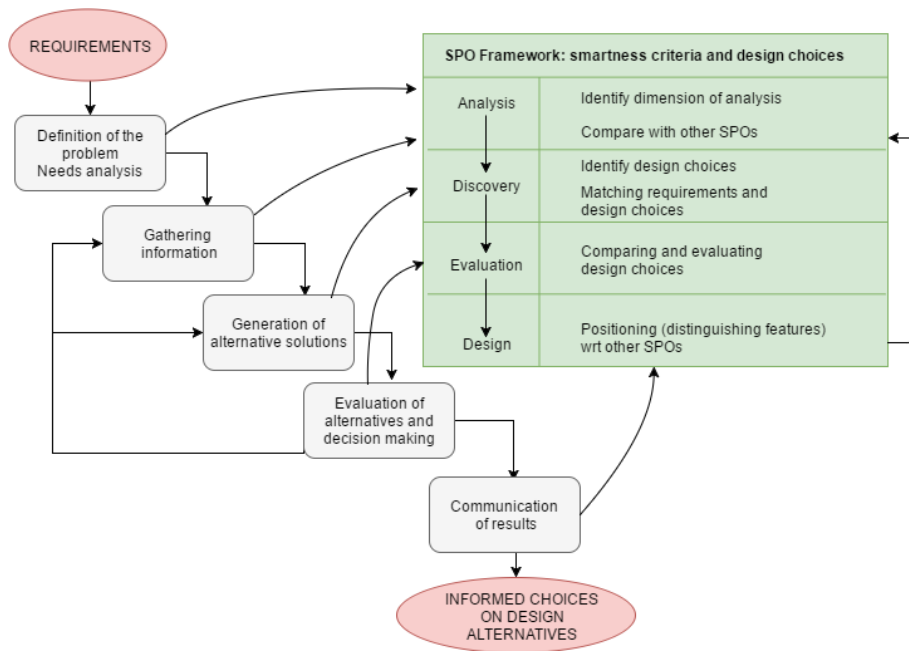 REQUIREMENTS
Definition of the
problem
Needs analysis
Gathering
information
Generation of
alternative solutions
Evaluation of
alternatives and
decision making
Communication
of results
INFORMED CHOICES
ON DESIGN
ALTERNATIVES
SPO Framework: smartness criteria and design choices
Analysis
Identify dimension of analysis
Compare with other SPOs
Discovery
Identify design choices
Matching requirements and
design choices
Evaluation
Comparing and evaluating
design choices
Design
Positioning (distinguishing features)
wrt other SPOs